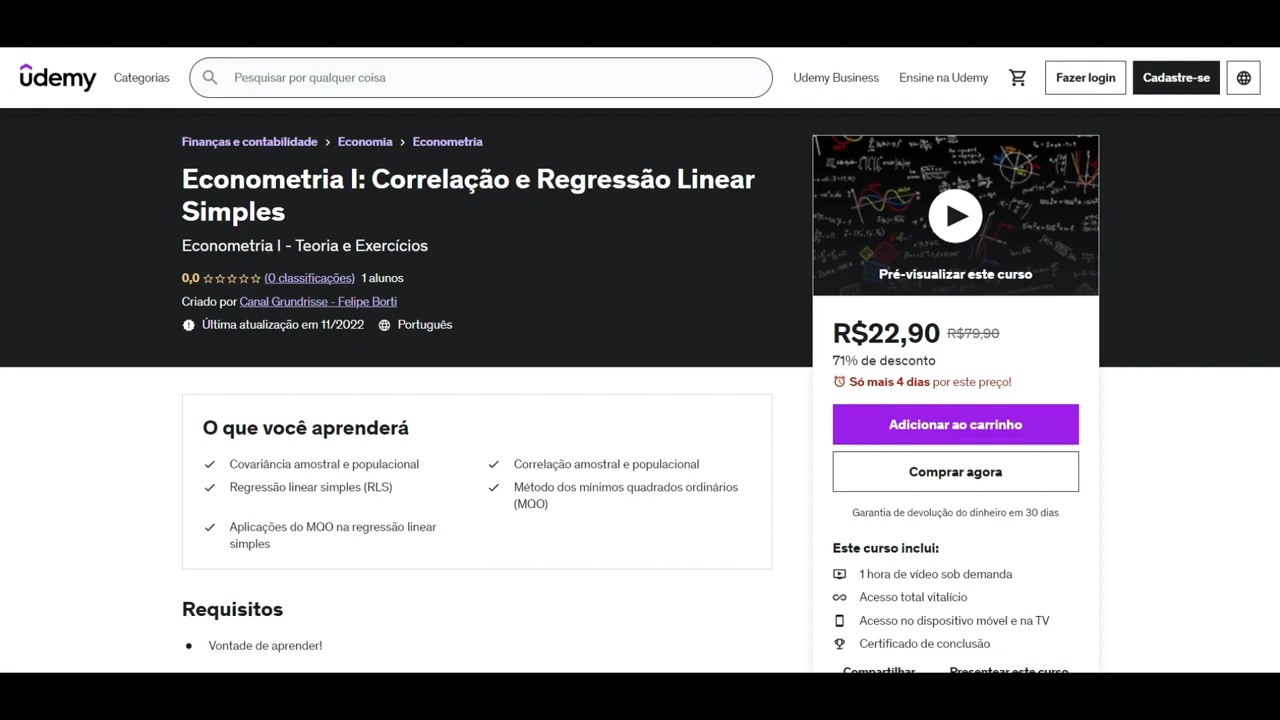 udemy
Categorias
Pesquisar por qualquer coisa
Udemy Business
Ensine na Udemy
Fazer login
Cadastre-se
Finanças e contabilidade > Economia > Econometria
Econometria I: Correlação e Regressão Linear
Simples
Econometria I - Teoria e Exercícios
0,0 (0 classificações) 1 alunos
Criado por Canal Grundrisse - Felipe Borti
Última atualização em 11/2022 Português
Pré-visualizar este curso
R$22,90 R$79,90
71% de desconto
Só mais 4 dias por este preço!
Adicionar ao carrinho
Comprar agora
Garantia de devolução do dinheiro em 30 dias
Este curso inclui:
1 hora de vídeo sob demanda
Acesso total vitalício
Acesso no dispositivo móvel e na TV
Certificado de conclusão
Compartilhar Presentear este curso
O que você aprenderá
Covariância amostral e populacional
Correlação amostral e populacional
Regressão linear simples (RLS)
Método dos mínimos quadrados ordinários
(MQO)
Aplicações do MQO na regressão linear
simples
Requisitos
Vontade de aprender!